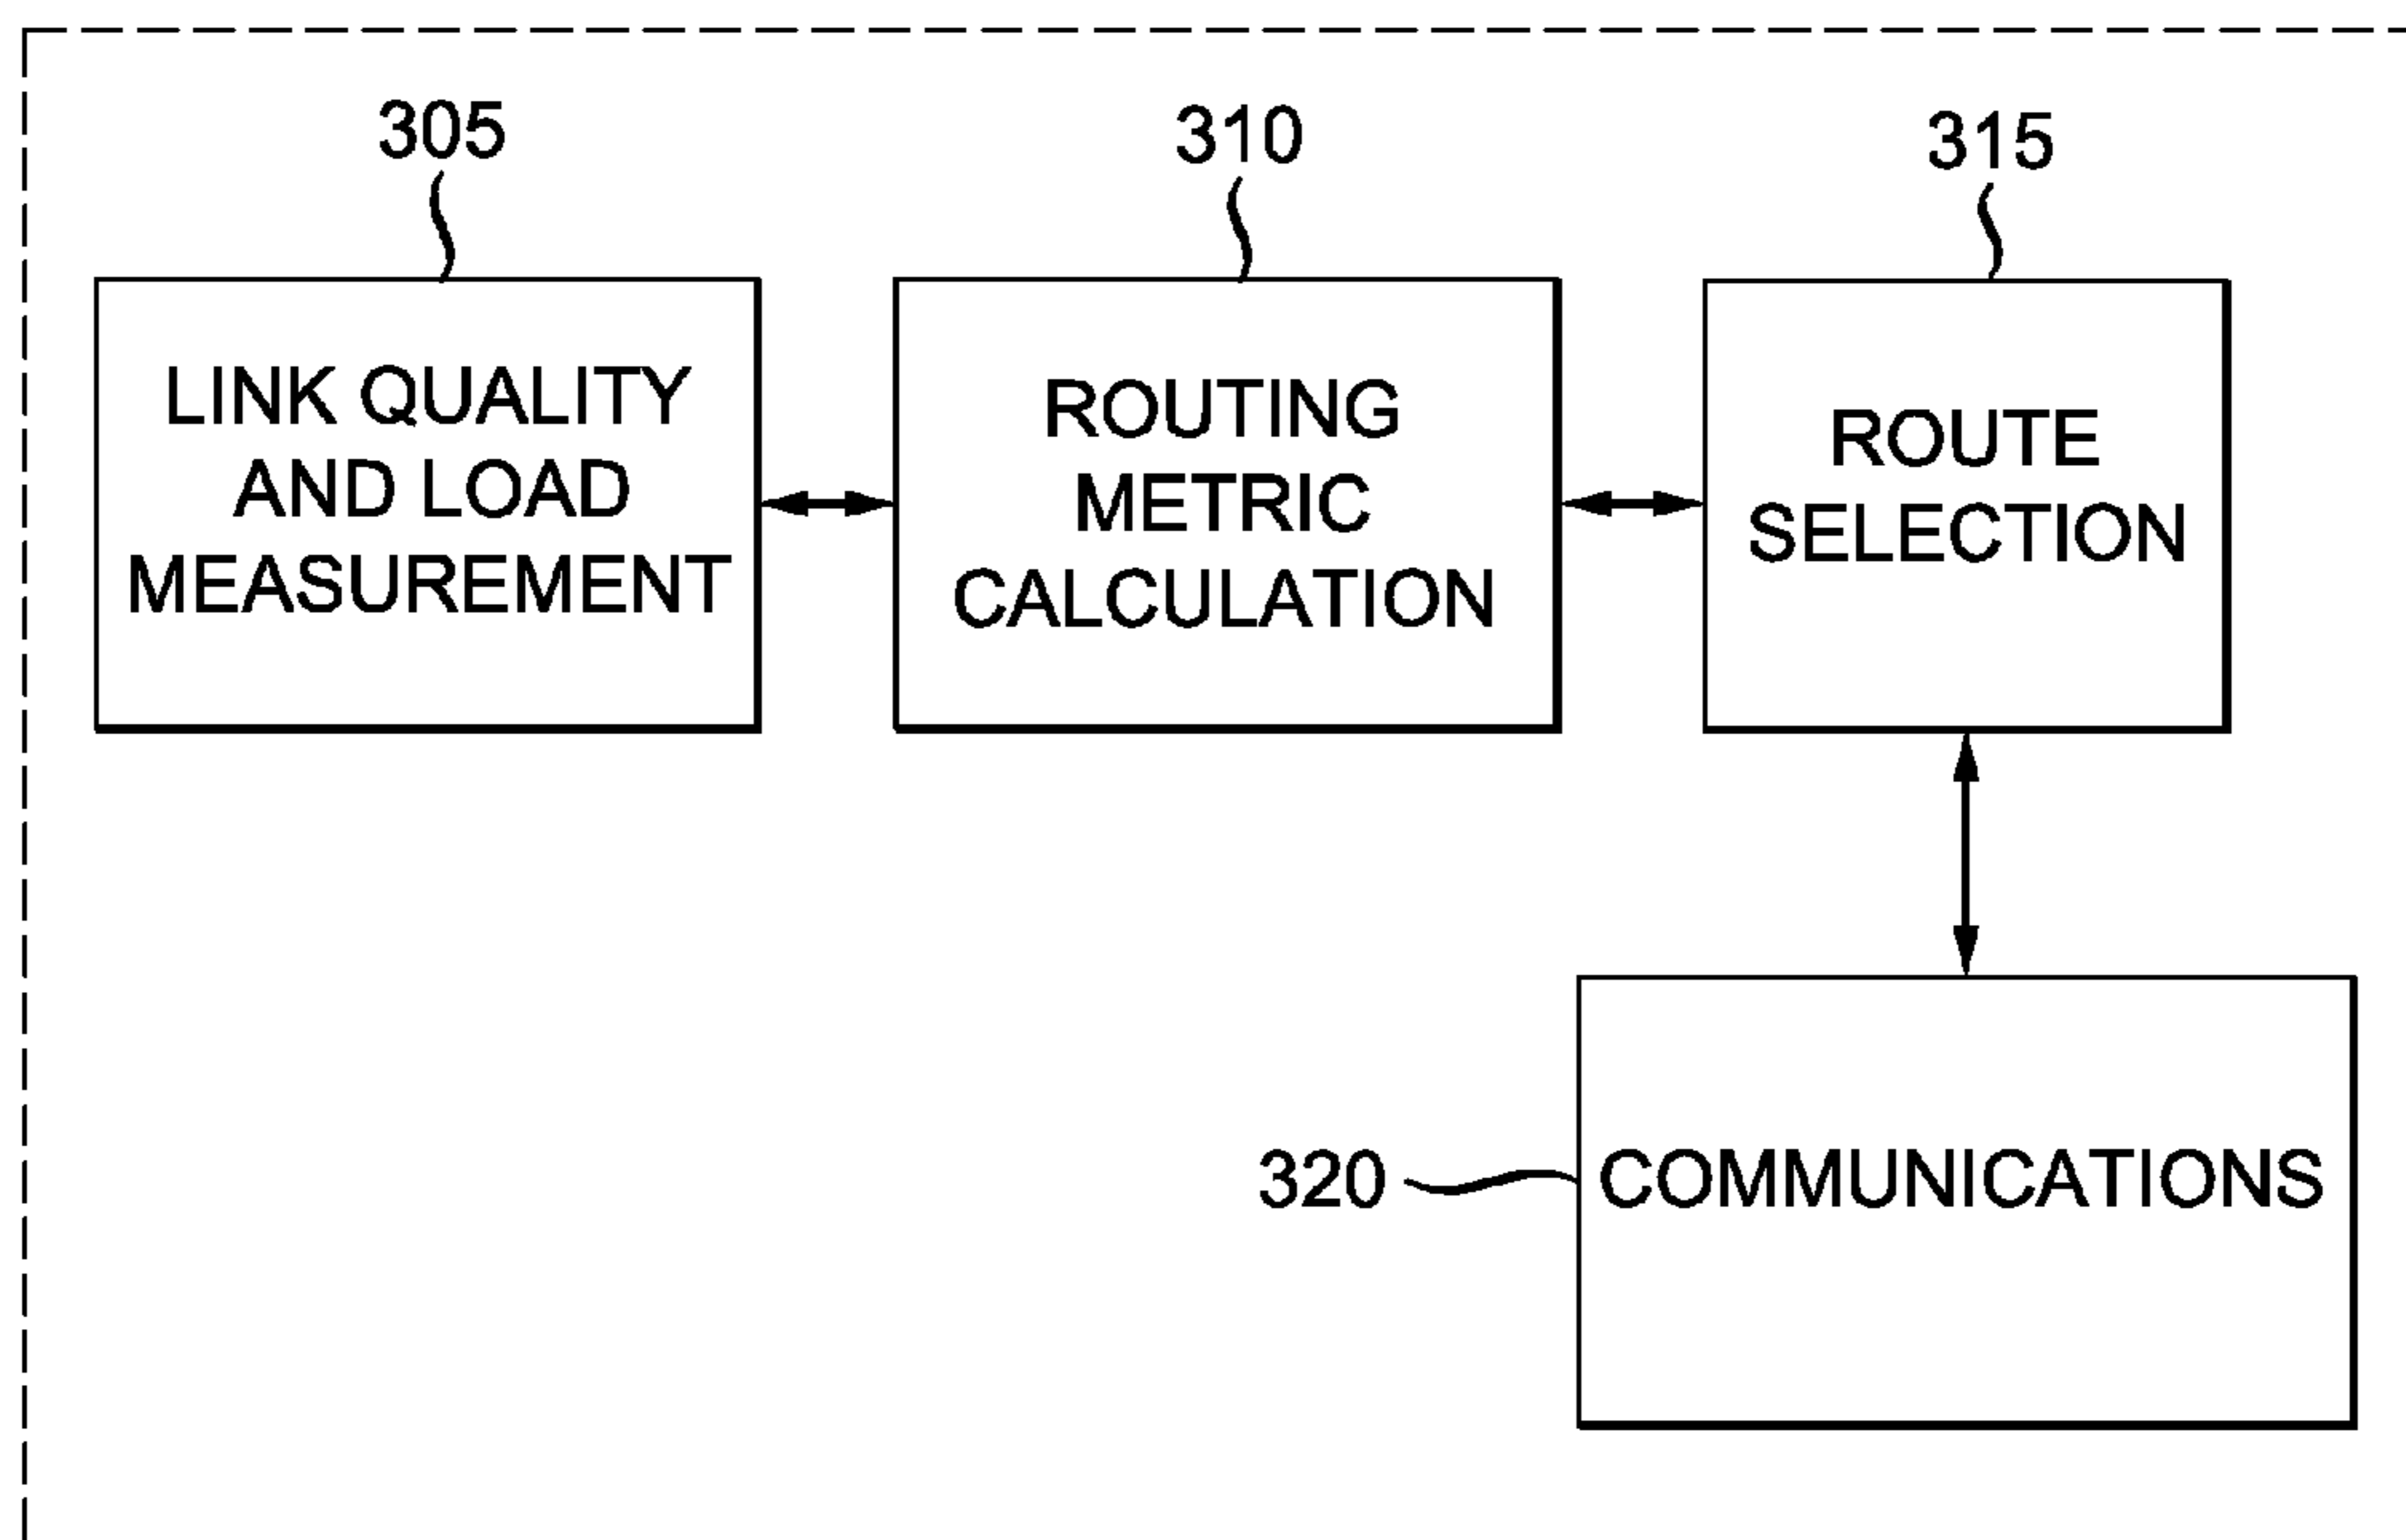 305
310
315
LINK QUALITY
AND LOAD
MEASUREMENT
ROUTING
METRIC
CALCULATION
ROUTE
SELECTION
320
COMMUNICATIONS